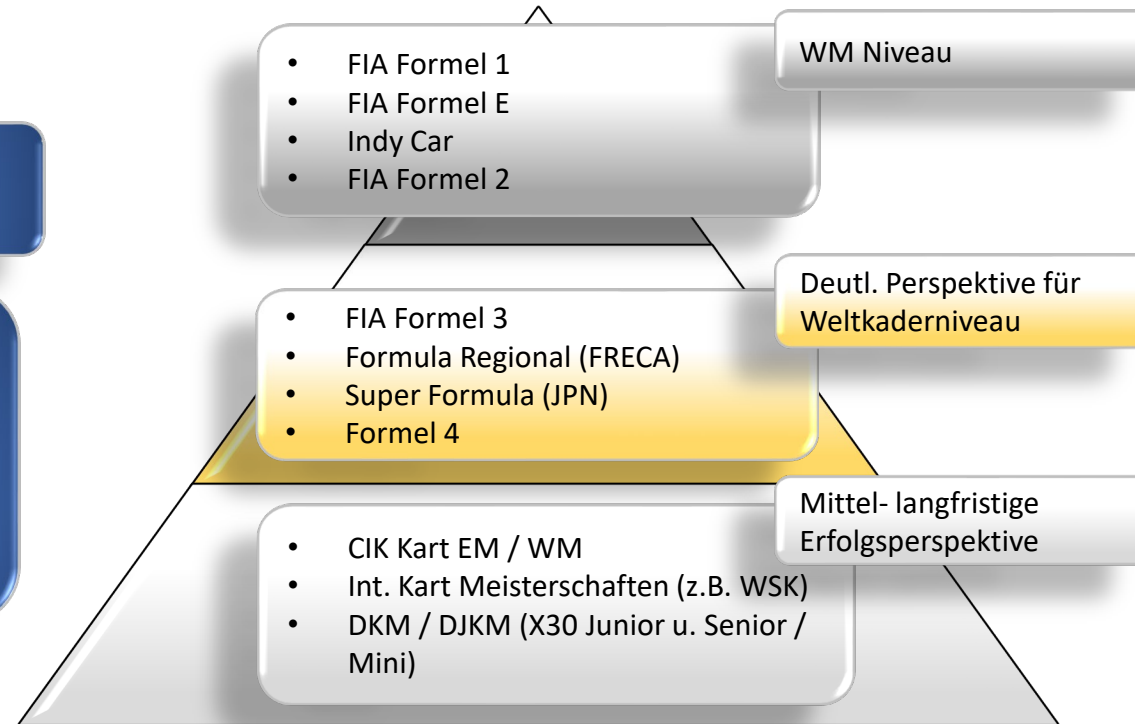 • FIA Formel 1
• FIA Formel E
• Indy Car
• FIA Formel 2
WM Niveau
• FIA Formel 3
• Formula Regional (FRECA)
• Super Formula (JPN)
• Formel 4
Deutl. Perspektive für
Weltkaderniveau
• CIK Kart EM / WM
• Int. Kart Meisterschaften (z.B. WSK)
• DKM / DJKM (X30 Junior u. Senior /
Mini)
Mittel- langfristige
Erfolgsperspektive